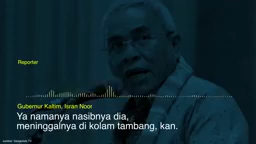 Reporter
Gubernur Kaltim, Isran Noor
Ya namanya nasibnya dia,
meninggalnya di kolam tambang, kan.